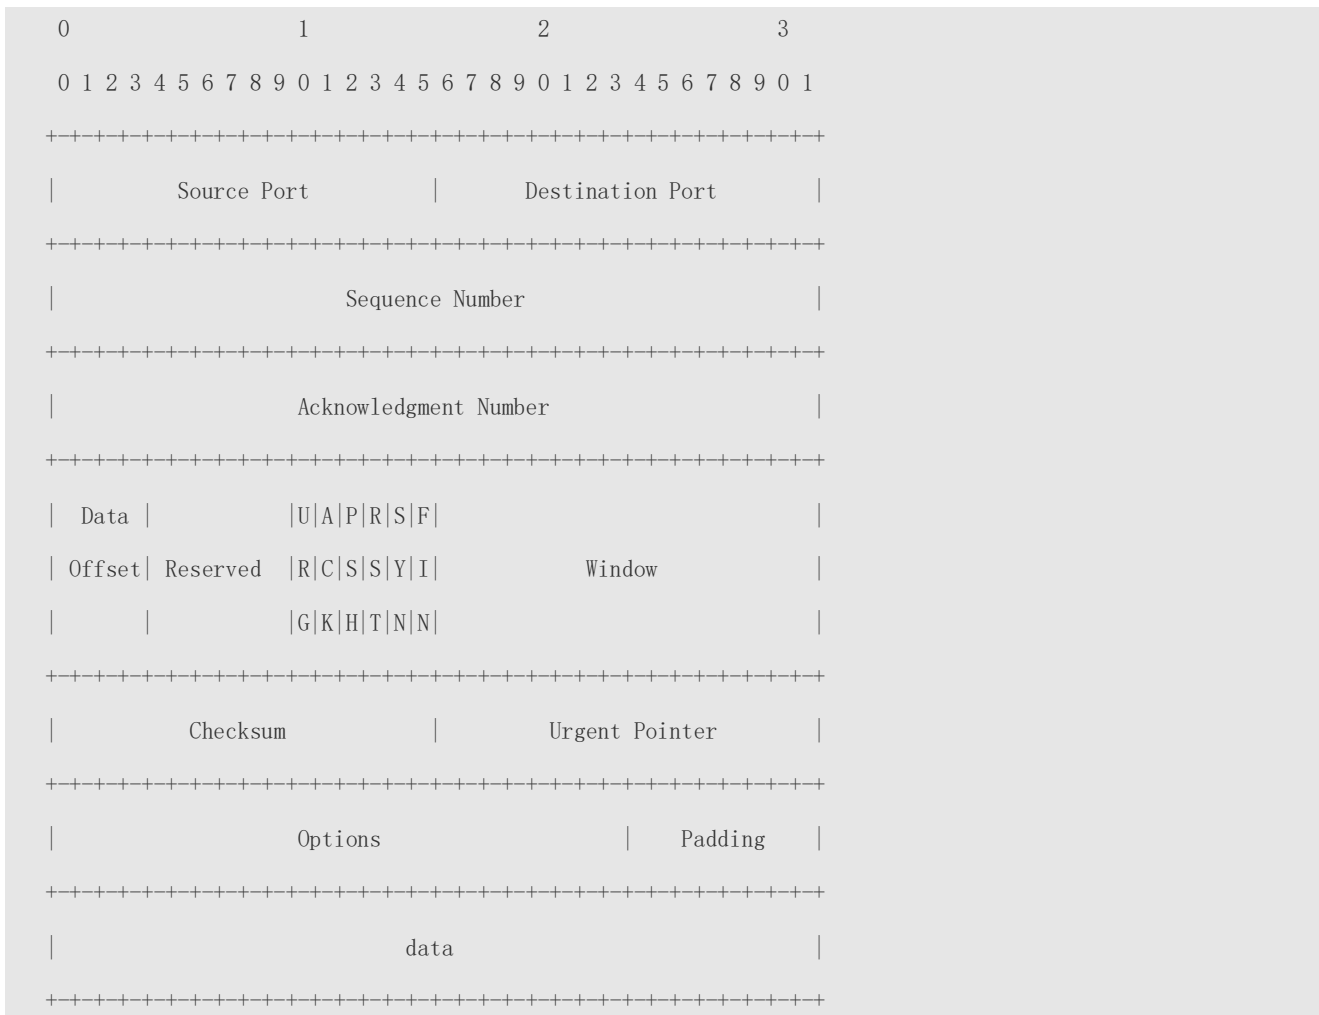 0                   1                   2                   3
 0 1 2 3 4 5 6 7 8 9 0 1 2 3 4 5 6 7 8 9 0 1 2 3 4 5 6 7 8 9 0 1
+-+-+-+-+-+-+-+-+-+-+-+-+-+-+-+-+-+-+-+-+-+-+-+-+-+-+-+-+-+-+-+-+
|          Source Port          |       Destination Port        |
+-+-+-+-+-+-+-+-+-+-+-+-+-+-+-+-+-+-+-+-+-+-+-+-+-+-+-+-+-+-+-+-+
|                        Sequence Number                        |
+-+-+-+-+-+-+-+-+-+-+-+-+-+-+-+-+-+-+-+-+-+-+-+-+-+-+-+-+-+-+-+-+
|                    Acknowledgment Number                      |
+-+-+-+-+-+-+-+-+-+-+-+-+-+-+-+-+-+-+-+-+-+-+-+-+-+-+-+-+-+-+-+-+
|  Data |           |U|A|P|R|S|F|                               |
| Offset| Reserved  |R|C|S|S|Y|I|            Window             |
|       |           |G|K|H|T|N|N|                               |
+-+-+-+-+-+-+-+-+-+-+-+-+-+-+-+-+-+-+-+-+-+-+-+-+-+-+-+-+-+-+-+-+
|           Checksum            |         Urgent Pointer        |
+-+-+-+-+-+-+-+-+-+-+-+-+-+-+-+-+-+-+-+-+-+-+-+-+-+-+-+-+-+-+-+-+
|                    Options                    |    Padding    |
+-+-+-+-+-+-+-+-+-+-+-+-+-+-+-+-+-+-+-+-+-+-+-+-+-+-+-+-+-+-+-+-+
|                             data                              |
+-+-+-+-+-+-+-+-+-+-+-+-+-+-+-+-+-+-+-+-+-+-+-+-+-+-+-+-+-+-+-+-+